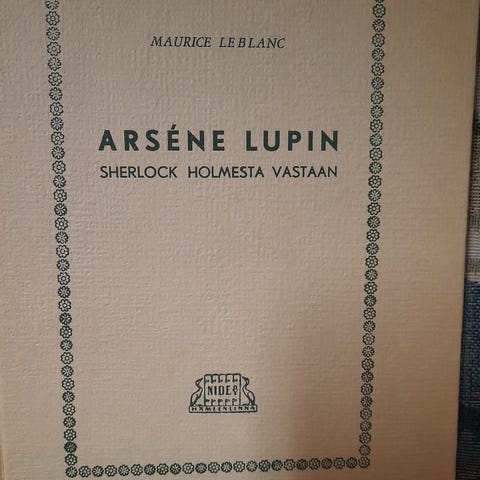 MAURICE LEBLANC
ARSÉNE LUPIN
SHERLOCK HOLMESTA VASTAAN
NIDE
HÄMEENLINNA